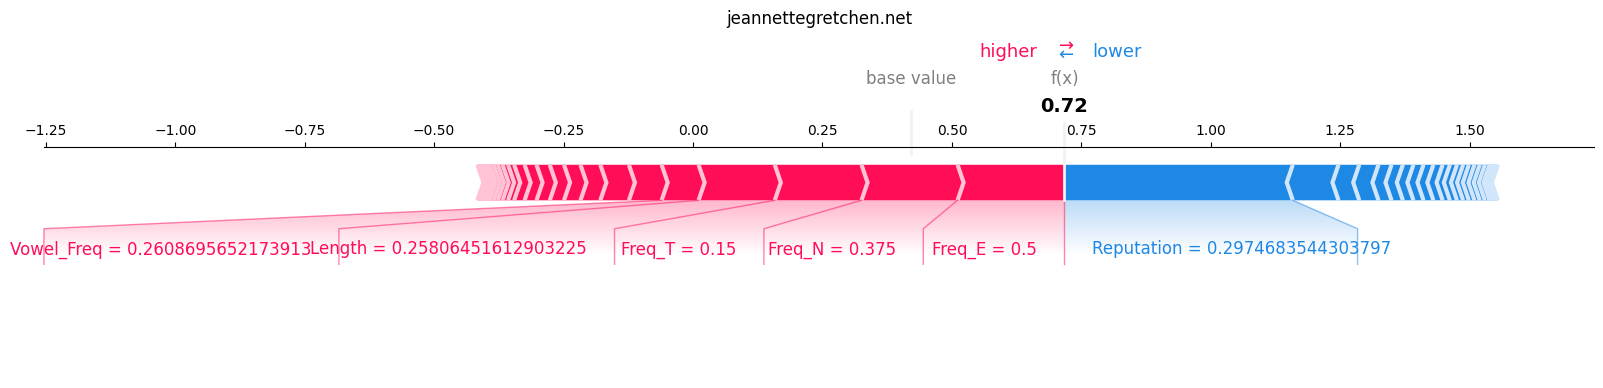 jeannettegretchen.net
higher ⇄ lower
base value f(x)
0.72
−1.25 −1.00 −0.75 −0.50 −0.25 0.00 0.25 0.50 0.75 1.00 1.25 1.50
Vowel_Freq = 0.2608695652173913 Length = 0.25806451612903225 Freq_T = 0.15 Freq_N = 0.375 Freq_E = 0.5 Reputation = 0.2974683544303797